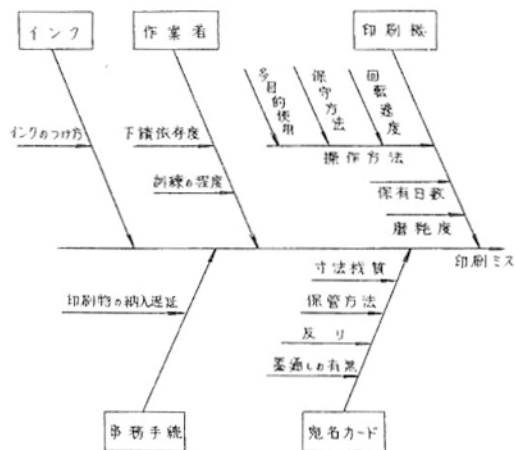 インク
作業者
印刷機
多目的使用
保守方法
回転速度
インクのつけ方
下請依存度
操作方法
訓練の程度
保有日数
磨耗度
印刷ミス
寸法材質
印刷物の納入遅延
保管方法
反り
墨通しの有無
事務手続
宛名カード